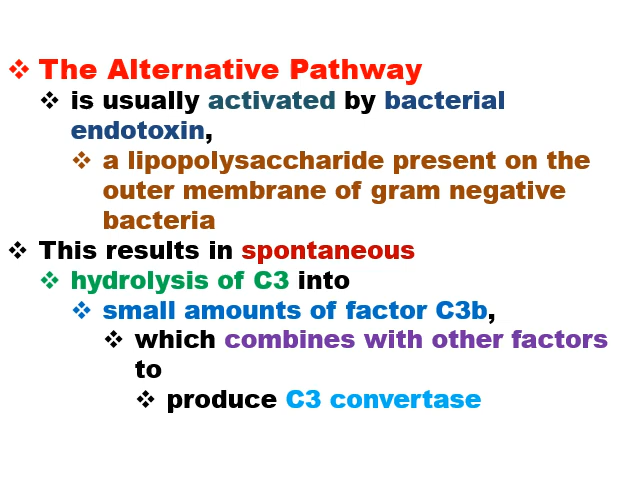 ❖ The Alternative Pathway
❖ is usually activated by bacterial
endotoxin,
❖ a lipopolysaccharide present on the
outer membrane of gram negative
bacteria
❖ This results in spontaneous
❖ hydrolysis of C3 into
❖ small amounts of factor C3b,
❖ which combines with other factors
to
❖ produce C3 convertase